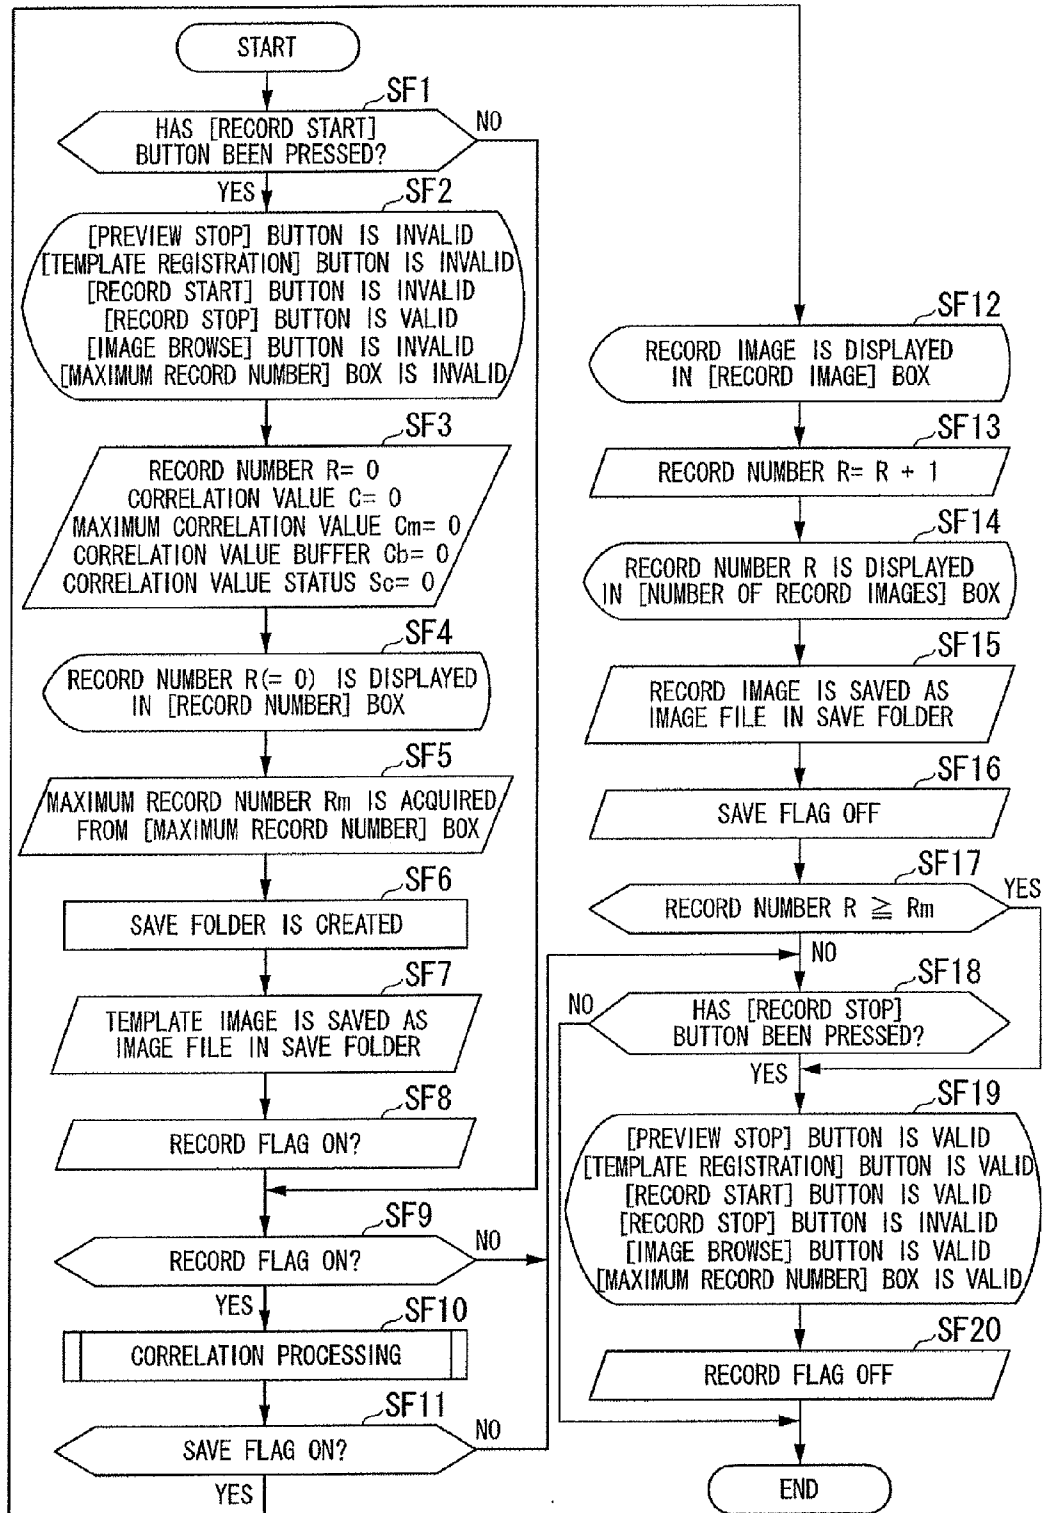 START
SF1
HAS [RECORD START]
BUTTON BEEN PRESSED?
NO
YES
SF2
[PREVIEW STOP] BUTTON IS INVALID
[TEMPLATE REGISTRATION] BUTTON IS INVALID
[RECORD START] BUTTON IS INVALID
[RECORD STOP] BUTTON IS VALID
[IMAGE BROWSE] BUTTON IS INVALID
[MAXIMUM RECORD NUMBER] BOX IS INVALID
SF3
RECORD NUMBER R= 0
CORRELATION VALUE C= 0
MAXIMUM CORRELATION VALUE Cm= 0
CORRELATION VALUE BUFFER Cb= 0
CORRELATION VALUE STATUS Sc= 0
SF4
RECORD NUMBER R(= 0) IS DISPLAYED
IN [RECORD NUMBER] BOX
SF5
MAXIMUM RECORD NUMBER Rm IS ACQUIRED
FROM [MAXIMUM RECORD NUMBER] BOX
SF6
SAVE FOLDER IS CREATED
SF7
TEMPLATE IMAGE IS SAVED AS
IMAGE FILE IN SAVE FOLDER
SF8
RECORD FLAG ON?
SF9
RECORD FLAG ON?
NO
YES
SF10
CORRELATION PROCESSING
SF11
SAVE FLAG ON?
NO
YES
SF12
RECORD IMAGE IS DISPLAYED
IN [RECORD IMAGE] BOX
SF13
RECORD NUMBER R= R + 1
SF14
RECORD NUMBER R IS DISPLAYED
IN [NUMBER OF RECORD IMAGES] BOX
SF15
RECORD IMAGE IS SAVED AS
IMAGE FILE IN SAVE FOLDER
SF16
SAVE FLAG OFF
SF17
RECORD NUMBER R ≧ Rm
YES
NO
SF18
HAS [RECORD STOP]
BUTTON BEEN PRESSED?
NO
YES
SF19
[PREVIEW STOP] BUTTON IS VALID
[TEMPLATE REGISTRATION] BUTTON IS VALID
[RECORD START] BUTTON IS VALID
[RECORD STOP] BUTTON IS INVALID
[IMAGE BROWSE] BUTTON IS VALID
[MAXIMUM RECORD NUMBER] BOX IS VALID
SF20
RECORD FLAG OFF
END